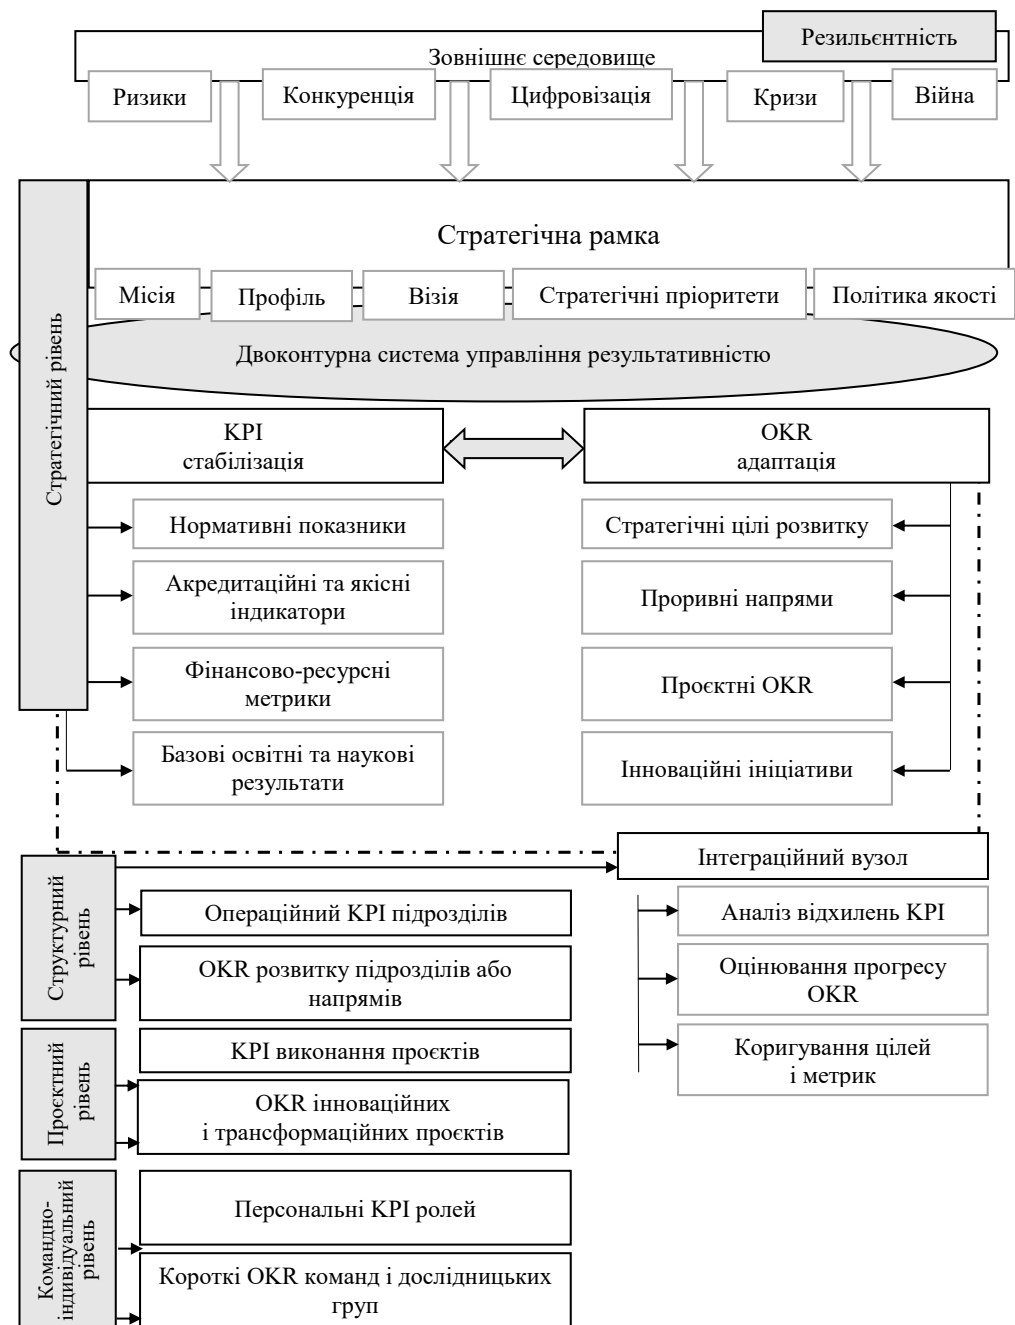 Резильєнтність
Зовнішнє середовище
Ризики
Конкуренція
Цифровізація
Кризи
Війна
Стратегічний рівень
Стратегічна рамка
Місія
Профіль
Візія
Стратегічні пріоритети
Політика якості
Двоконтурна система управління результативністю
KPI
стабілізація
OKR
адаптація
Нормативні показники
Стратегічні цілі розвитку
Акредитаційні та якісні
індикатори
Проривні напрями
Фінансово-ресурсні
метрики
Проєктні OKR
Базові освітні та наукові
результати
Інноваційні ініціативи
Інтеграційний вузол
Структурний
рівень
Операційний KPI підрозділів
Аналіз відхилень KPI
OKR розвитку підрозділів або
напрямів
Оцінювання прогресу
OKR
Проєктний
рівень
KPI виконання проєктів
Коригування цілей
і метрик
OKR інноваційних
і трансформаційних проєктів
Командно-
індивідуальний
рівень
Персональні KPI ролей
Короткі OKR команд і дослідницьких
груп